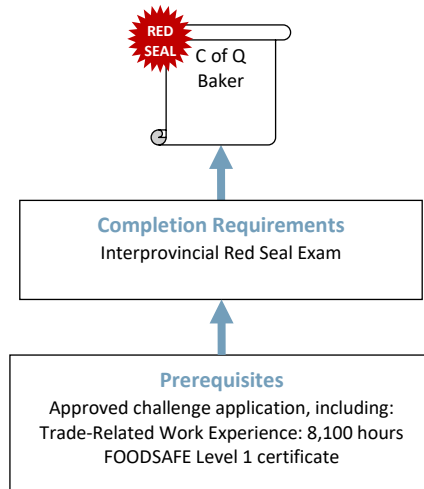 RED
SEAL
C of Q
Baker
Completion Requirements
Interprovincial Red Seal Exam
Prerequisites
Approved challenge application, including:
Trade-Related Work Experience: 8,100 hours
FOODSAFE Level 1 certificate